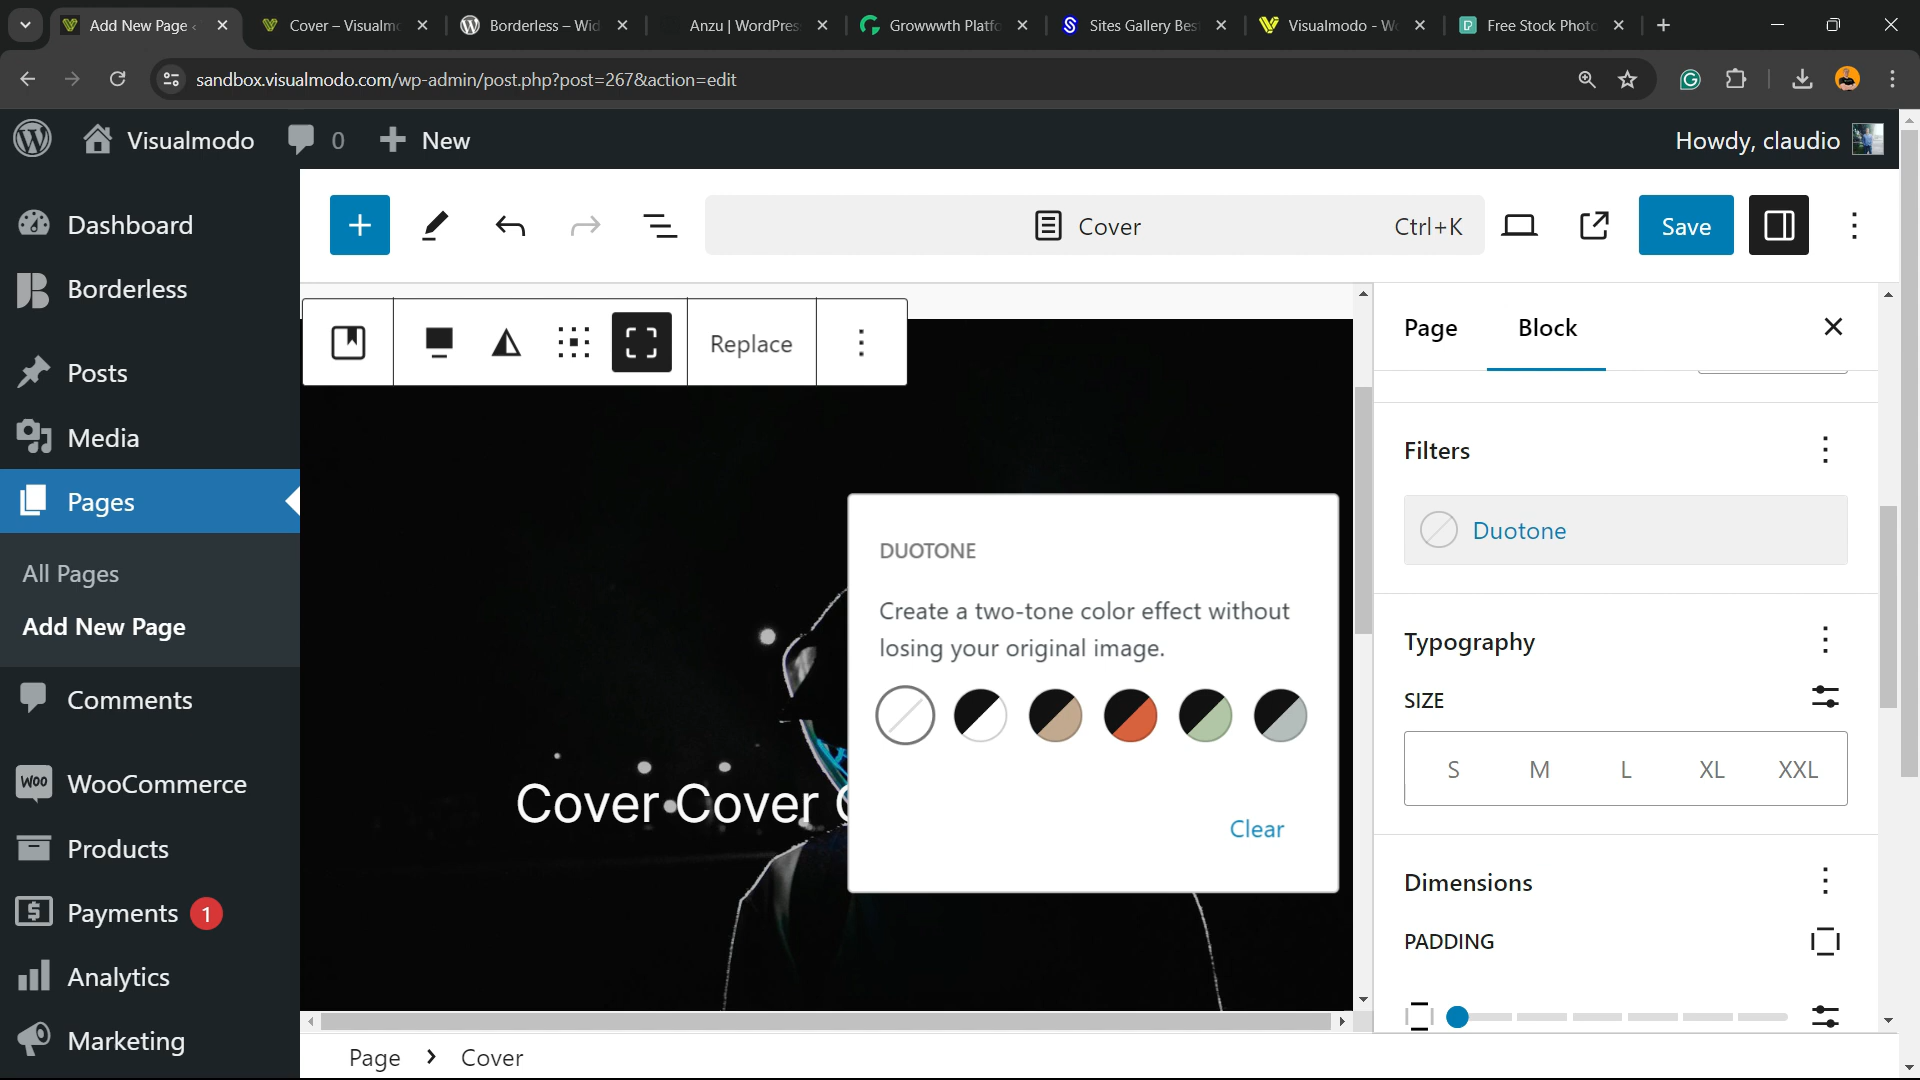 Add New Page
Cover – Visualmo
Borderless – Wid
Anzu | WordPres
Growwwth Platfo
Sites Gallery Bes
Visualmodo - Wo
Free Stock Photo
sandbox.visualmodo.com/wp-admin/post.php?post=267&action=edit
Visualmodo
0
New
Howdy, claudio
Dashboard
Borderless
Posts
Media
Pages
All Pages
Add New Page
Comments
WooCommerce
Products
Payments 1
Analytics
Marketing
Cover
Ctrl+K
Save
Replace
Cover Cover
DUOTONE
Create a two-tone color effect without
losing your original image.
Clear
Page
Block
Filters
Duotone
Typography
SIZE
S M L XL XXL
Dimensions
PADDING
Page > Cover